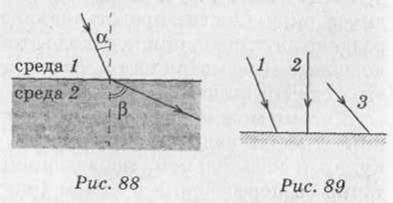 α
среда 1
среда 2
β
Рис. 88
1
2
3
Рис. 89